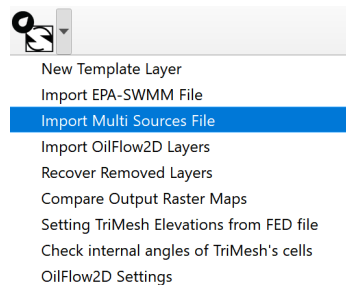 New Template Layer
Import EPA-SWMM File
Import Multi Sources File
Import OilFlow2D Layers
Recover Removed Layers
Compare Output Raster Maps
Setting TriMesh Elevations from FED file
Check internal angles of TriMesh's cells
OilFlow2D Settings